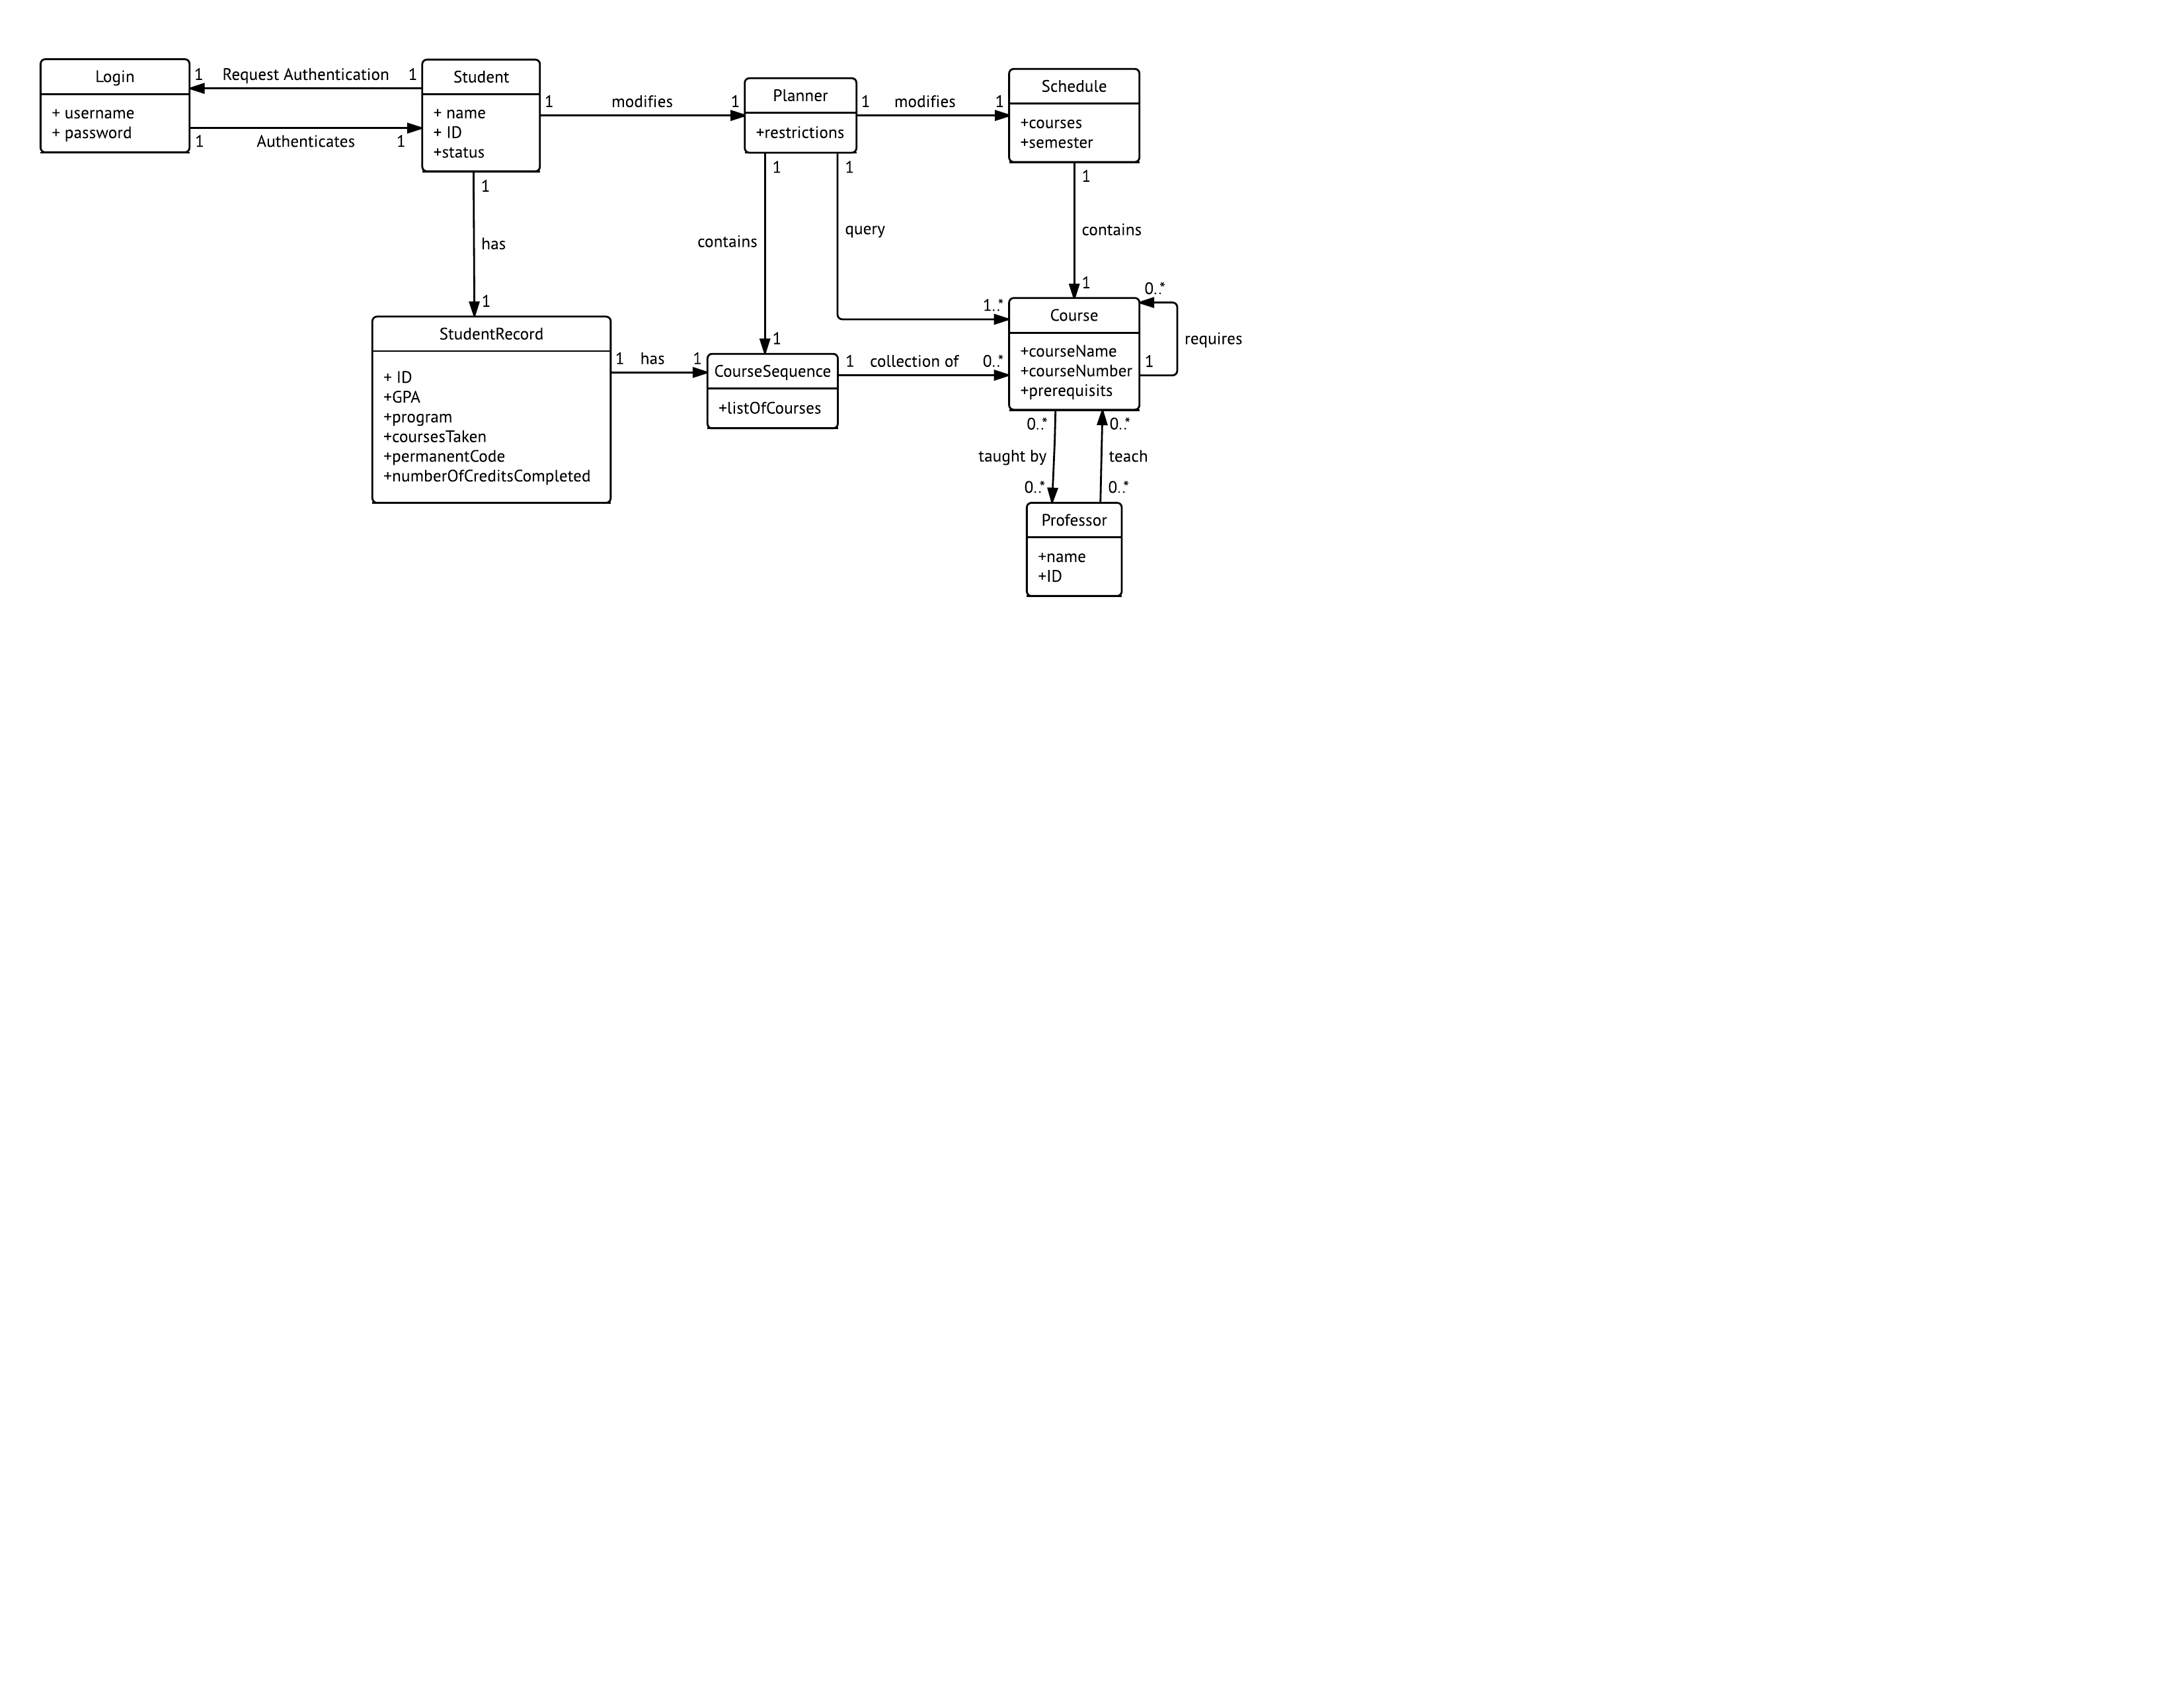 Login
+ username
+ password
1 Request Authentication 1
1 Authenticates 1
Student
+ name
+ ID
+status
1 modifies 1
Planner
+restrictions
1 modifies 1
Schedule
+courses
+semester
1
has
1
1
contains
1
1
query
1..*
1
contains
1
StudentRecord
+ ID
+GPA
+program
+coursesTaken
+permanentCode
+numberOfCreditsCompleted
1 has 1
CourseSequence
+listOfCourses
1 collection of 0..*
Course
+courseName
+courseNumber
+prerequisits
0..*
requires
1
0..*
taught by
0..*
0..*
teach
0..*
Professor
+name
+ID